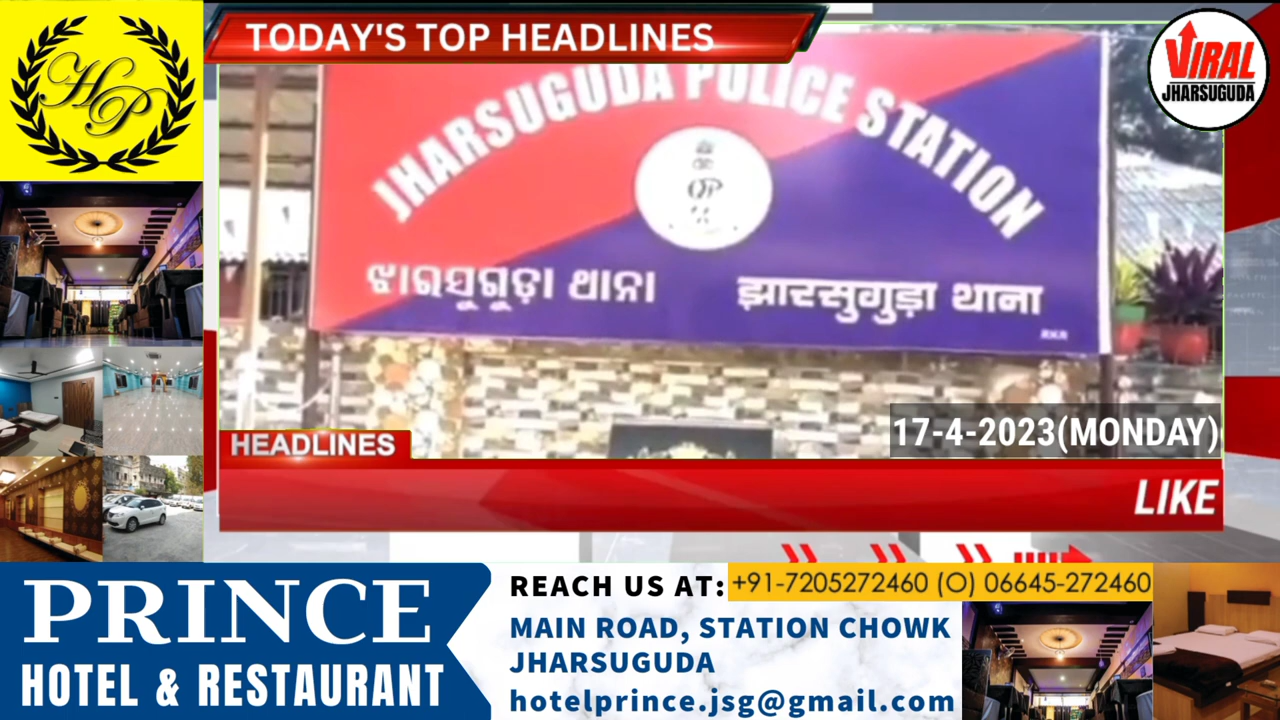 HP
TODAY'S TOP HEADLINES
VIRAL
JHARSUGUDA
JHARSUGUDA POLICE STATION
ଝାରସୁଗୁଡ଼ା ଥାନା
झारसुगुड़ा थाना
17-4-2023(MONDAY)
HEADLINES
LIKE
PRINCE
HOTEL & RESTAURANT
REACH US AT: +91-7205272460 (O) 06645-272460
MAIN ROAD, STATION CHOWK
JHARSUGUDA
hotelprince.jsg@gmail.com